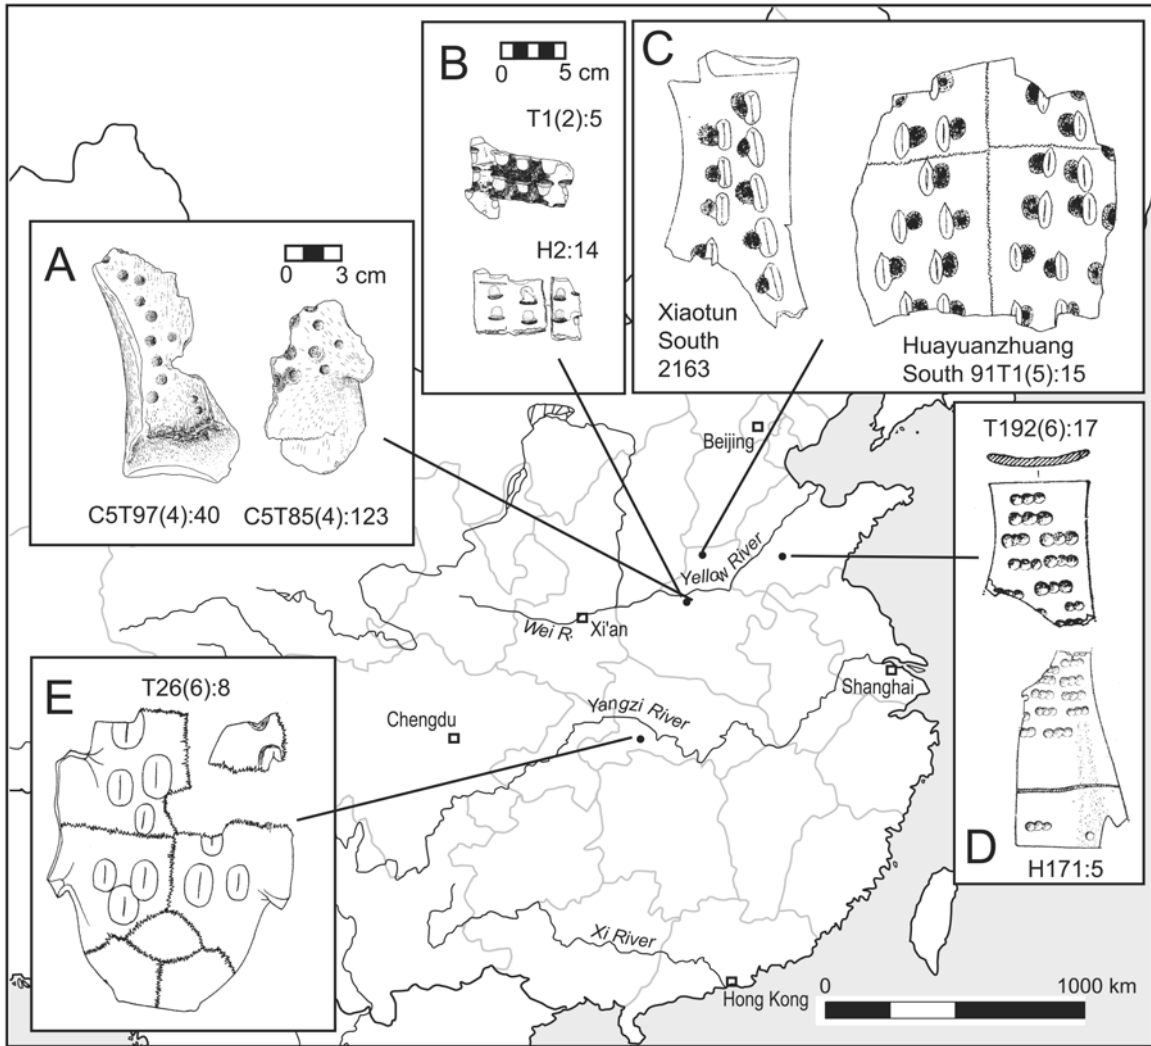 A
0 3 cm
C5T97(4):40 C5T85(4):123
B
0 5 cm
T1(2):5
H2:14
C
Xiaotun
South
2163
Huayuanzhuang
South 91T1(5):15
T192(6):17
D
H171:5
E
T26(6):8
Beijing
Yellow River
Wei R.
Xi'an
Shanghai
Chengdu
Yangzi River
Xi River
Hong Kong
0 1000 km